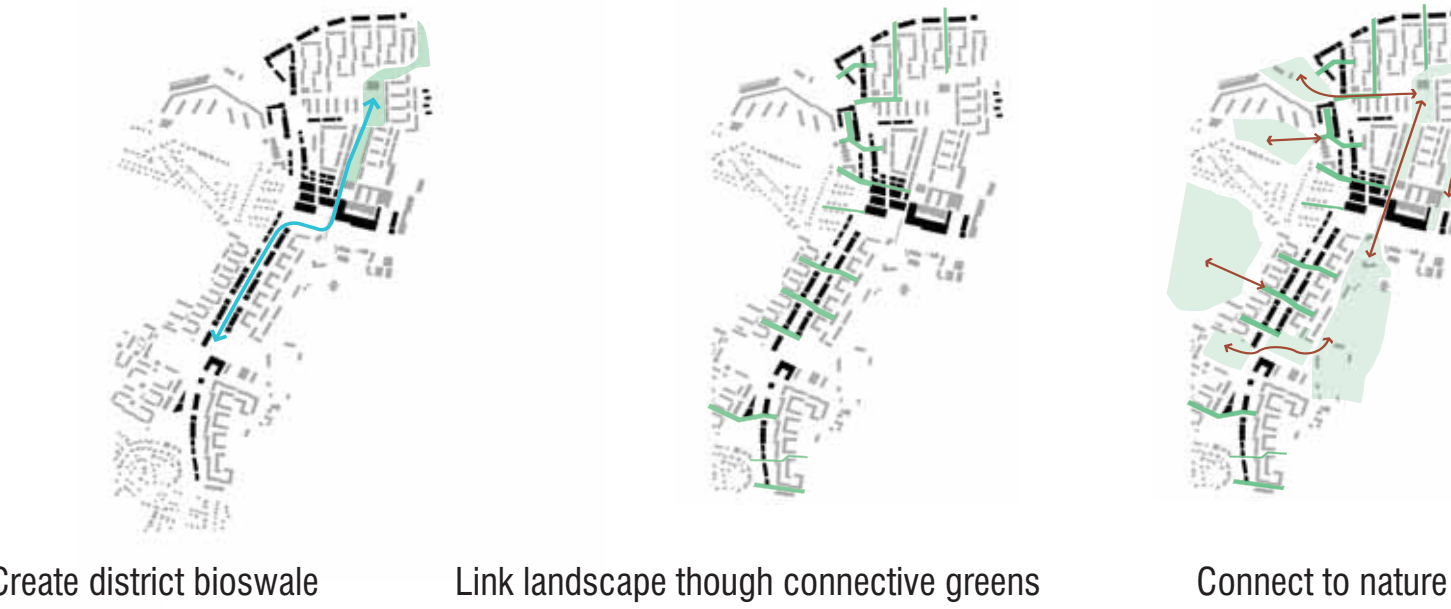 Create district bioswale
Link landscape though connective greens
Connect to nature